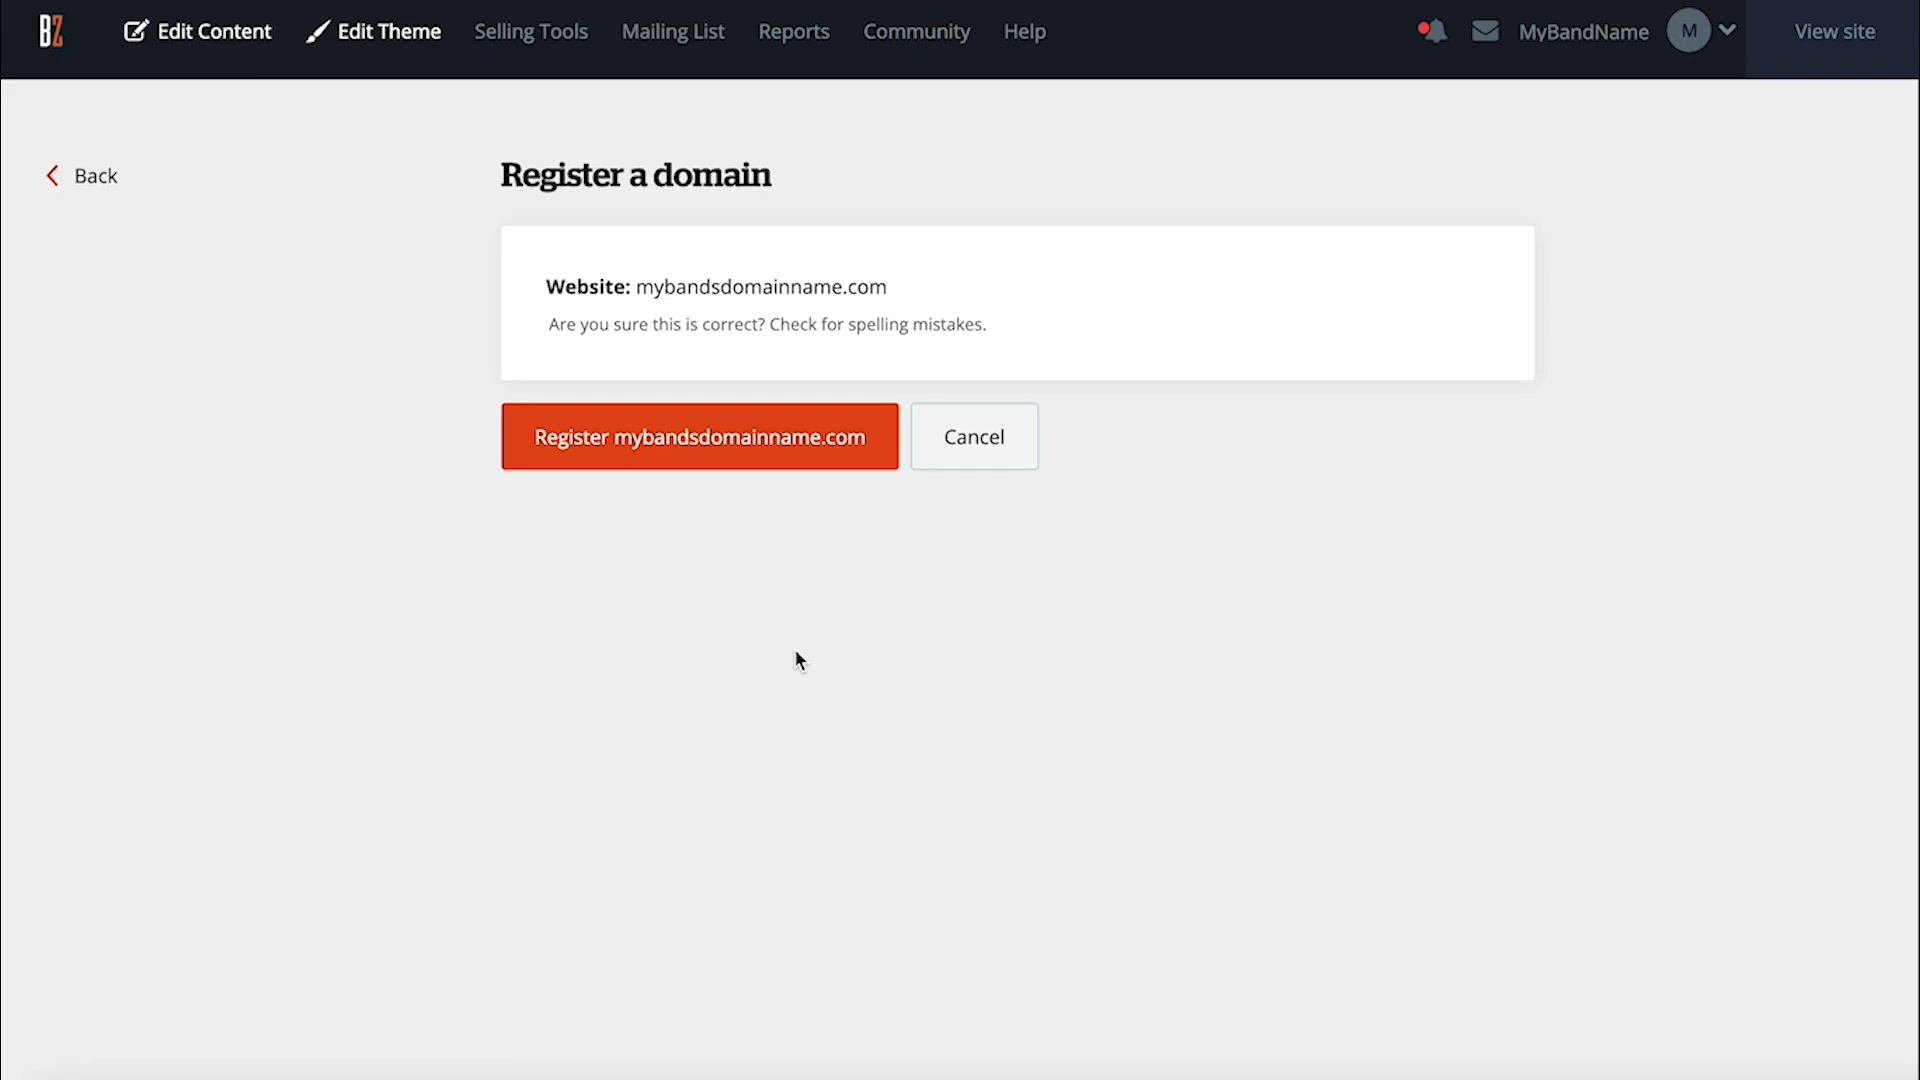 BZ
Edit Content
Edit Theme
Selling Tools
Mailing List
Reports
Community
Help
MyBandName
M
View site
Back
Register a domain
Website: mybandsdomainname.com
Are you sure this is correct? Check for spelling mistakes.
Register mybandsdomainname.com
Cancel